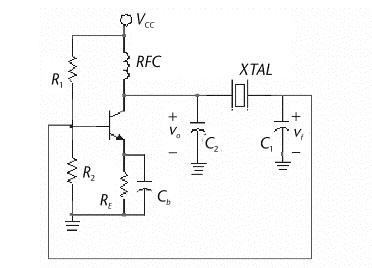 V_CC
RFC
XTAL
R_1
+
+
v_o
C_2
C_1
v_f
−
−
R_2
R_E
C_b